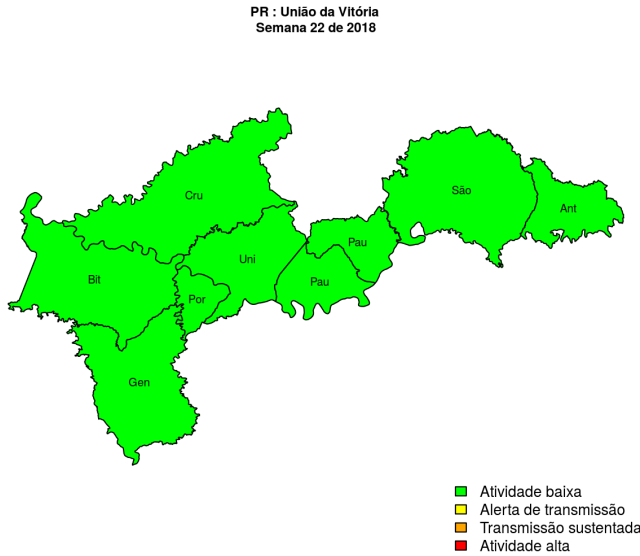 PR : União da Vitória
Semana 22 de 2018
Cru
São
Ant
Pau
Uni
Bit
Pau
Por
Gen
Atividade baixa
Alerta de transmissão
Transmissão sustentada
Atividade alta